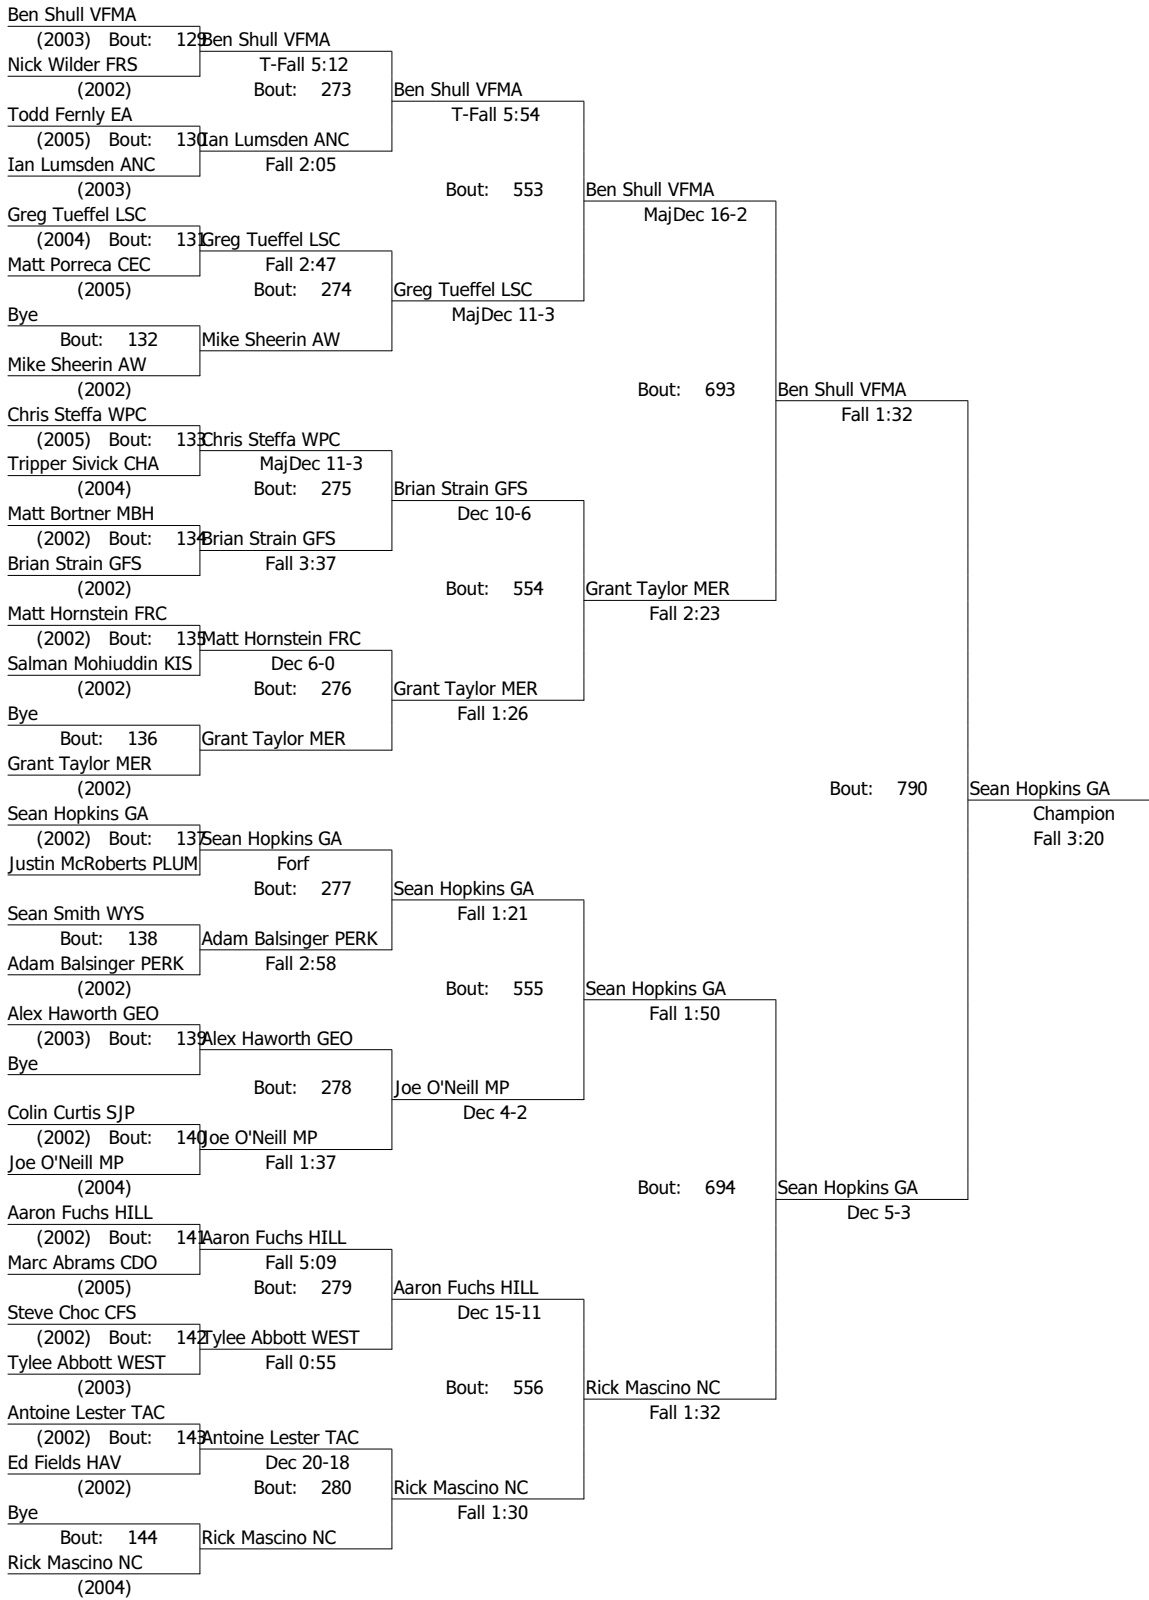 Ben Shull VFMA
(2003) Bout: 129
Nick Wilder FRS
(2002)
Todd Fernly EA
(2005) Bout: 130
Ian Lumsden ANC
(2003)
Greg Tueffel LSC
(2004) Bout: 131
Matt Porreca CEC
(2005)
Bye
Bout: 132
Mike Sheerin AW
(2002)
Chris Steffa WPC
(2005) Bout: 133
Tripper Sivick CHA
(2004)
Matt Bortner MBH
(2002) Bout: 134
Brian Strain GFS
(2002)
Matt Hornstein FRC
(2002) Bout: 135
Salman Mohiuddin KIS
(2002)
Bye
Bout: 136
Grant Taylor MER
(2002)
Sean Hopkins GA
(2002) Bout: 137
Justin McRoberts PLUM
Sean Smith WYS
Bout: 138
Adam Balsinger PERK
(2002)
Alex Haworth GEO
(2003) Bout: 139
Bye
Colin Curtis SJP
(2002) Bout: 140
Joe O'Neill MP
(2004)
Aaron Fuchs HILL
(2002) Bout: 141
Marc Abrams CDO
(2005)
Steve Choc CFS
(2002) Bout: 142
Tylee Abbott WEST
(2003)
Antoine Lester TAC
(2002) Bout: 143
Ed Fields HAV
(2002)
Bye
Bout: 144
Rick Mascino NC
(2004)
Ben Shull VFMA
T-Fall 5:12
Bout: 273
Ian Lumsden ANC
Fall 2:05
Greg Tueffel LSC
Fall 2:47
Bout: 274
Mike Sheerin AW
Chris Steffa WPC
MajDec 11-3
Bout: 275
Brian Strain GFS
Fall 3:37
Matt Hornstein FRC
Dec 6-0
Bout: 276
Grant Taylor MER
Sean Hopkins GA
Forf
Bout: 277
Adam Balsinger PERK
Fall 2:58
Alex Haworth GEO
Bout: 278
Joe O'Neill MP
Fall 1:37
Aaron Fuchs HILL
Fall 5:09
Bout: 279
Tylee Abbott WEST
Fall 0:55
Antoine Lester TAC
Dec 20-18
Bout: 280
Rick Mascino NC
Ben Shull VFMA
T-Fall 5:54
Bout: 553
Greg Tueffel LSC
MajDec 11-3
Brian Strain GFS
Dec 10-6
Bout: 554
Grant Taylor MER
Fall 1:26
Sean Hopkins GA
Fall 1:21
Bout: 555
Joe O'Neill MP
Dec 4-2
Aaron Fuchs HILL
Dec 15-11
Bout: 556
Rick Mascino NC
Fall 1:30
Ben Shull VFMA
MajDec 16-2
Bout: 693
Grant Taylor MER
Fall 2:23
Sean Hopkins GA
Fall 1:50
Bout: 694
Rick Mascino NC
Fall 1:32
Ben Shull VFMA
Fall 1:32
Bout: 790
Sean Hopkins GA
Dec 5-3
Sean Hopkins GA
Champion
Fall 3:20